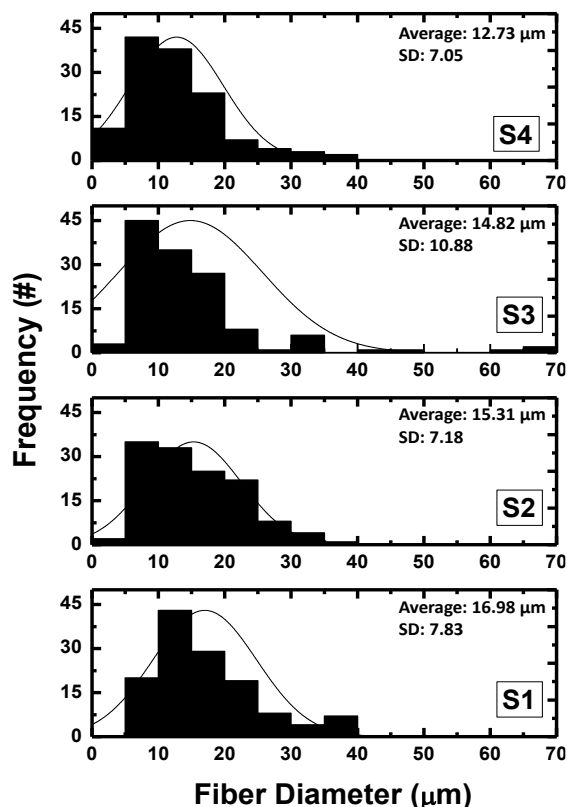 Frequency (#)
45
30
15
0
Average: 12.73 µm
SD: 7.05
S4
0 10 20 30 40 50 60 70
45
30
15
0
Average: 14.82 µm
SD: 10.88
S3
0 10 20 30 40 50 60 70
45
30
15
0
Average: 15.31 µm
SD: 7.18
S2
0 10 20 30 40 50 60 70
45
30
15
0
Average: 16.98 µm
SD: 7.83
S1
0 10 20 30 40 50 60 70
Fiber Diameter (µm)